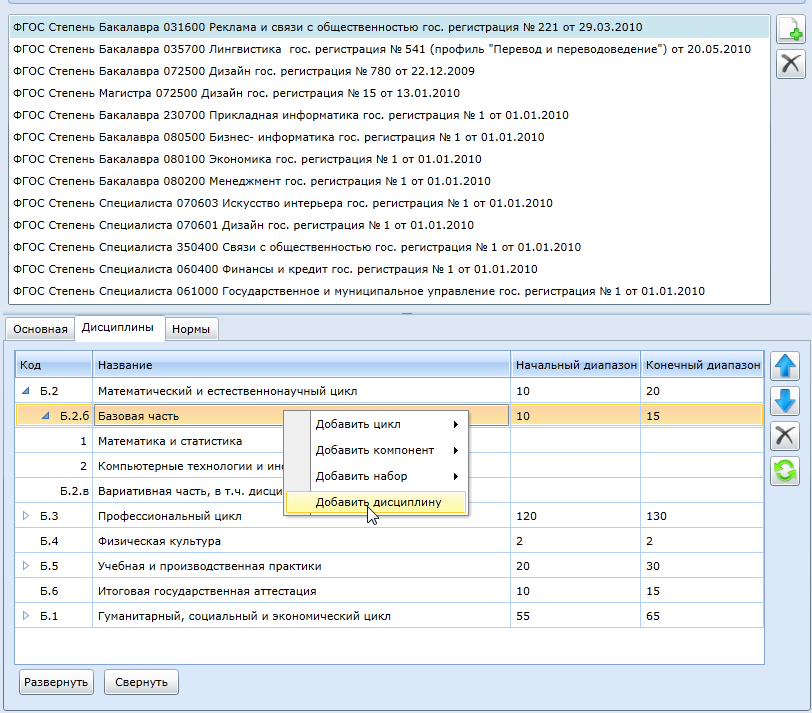 ФГОС Степень Бакалавра 031600 Реклама и связи с общественностью гос. регистрация № 221 от 29.03.2010
ФГОС Степень Бакалавра 035700 Лингвистика гос. регистрация № 541 (профиль "Перевод и переводоведение") от 20.05.2010
ФГОС Степень Бакалавра 072500 Дизайн гос. регистрация № 780 от 22.12.2009
ФГОС Степень Магистра 072500 Дизайн гос. регистрация № 15 от 13.01.2010
ФГОС Степень Бакалавра 230700 Прикладная информатика гос. регистрация № 1 от 01.01.2010
ФГОС Степень Бакалавра 080500 Бизнес- информатика гос. регистрация № 1 от 01.01.2010
ФГОС Степень Бакалавра 080100 Экономика гос. регистрация № 1 от 01.01.2010
ФГОС Степень Бакалавра 080200 Менеджмент гос. регистрация № 1 от 01.01.2010
ФГОС Степень Специалиста 070603 Искусство интерьера гос. регистрация № 1 от 01.01.2010
ФГОС Степень Специалиста 070601 Дизайн гос. регистрация № 1 от 01.01.2010
ФГОС Степень Специалиста 350400 Связи с общественностью гос. регистрация № 1 от 01.01.2010
ФГОС Степень Специалиста 060400 Финансы и кредит гос. регистрация № 1 от 01.01.2010
ФГОС Степень Специалиста 061000 Государственное и муниципальное управление гос. регистрация № 1 от 01.01.2010
Основная Дисциплины Нормы
Код Название Начальный диапазон Конечный диапазон
Б.2 Математический и естественнонаучный цикл 10 20
Б.2.б Базовая часть 10 15
Добавить цикл
1 Математика и статистика
Добавить компонент
2 Компьютерные технологии и ин
Добавить набор
Б.2.в Вариативная часть, в т.ч. дисци
Добавить дисциплину
Б.3 Профессиональный цикл 120 130
Б.4 Физическая культура 2 2
Б.5 Учебная и производственная практики 20 30
Б.6 Итоговая государственная аттестация 10 15
Б.1 Гуманитарный, социальный и экономический цикл 55 65
Развернуть Свернуть